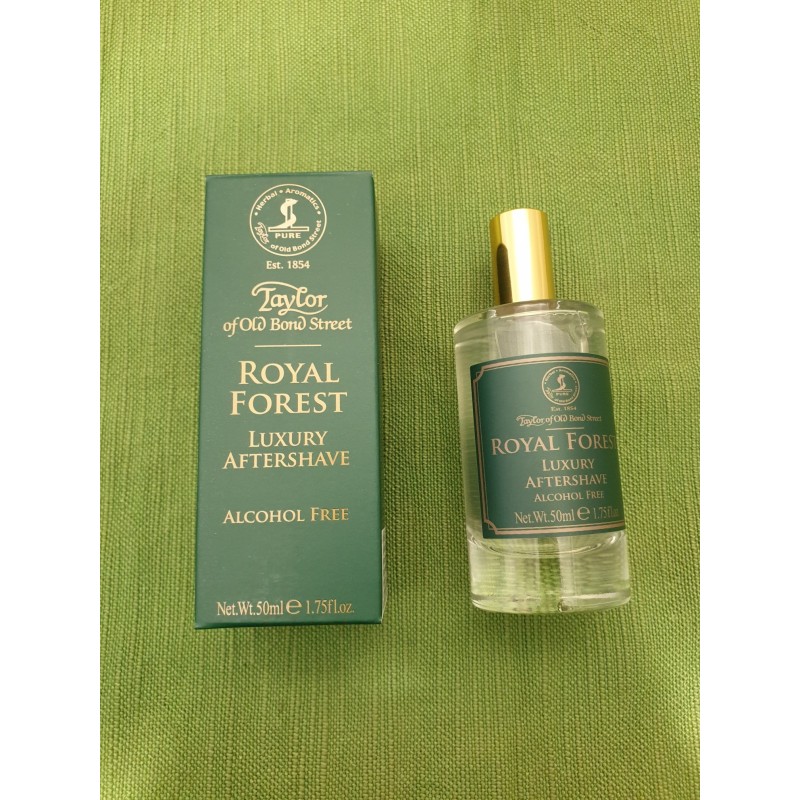 Herbal • Aromatics
PURE
Taylor of Old Bond Street
Est. 1854
Taylor
of Old Bond Street
ROYAL
FOREST
LUXURY
AFTERSHAVE
ALCOHOL FREE
Net.Wt.50ml e 1.75fl.oz.
PURE
Est. 1854
Taylor of Old Bond Street
ROYAL FOREST
LUXURY
AFTERSHAVE
ALCOHOL FREE
Net.Wt.50ml e 1.75fl.oz